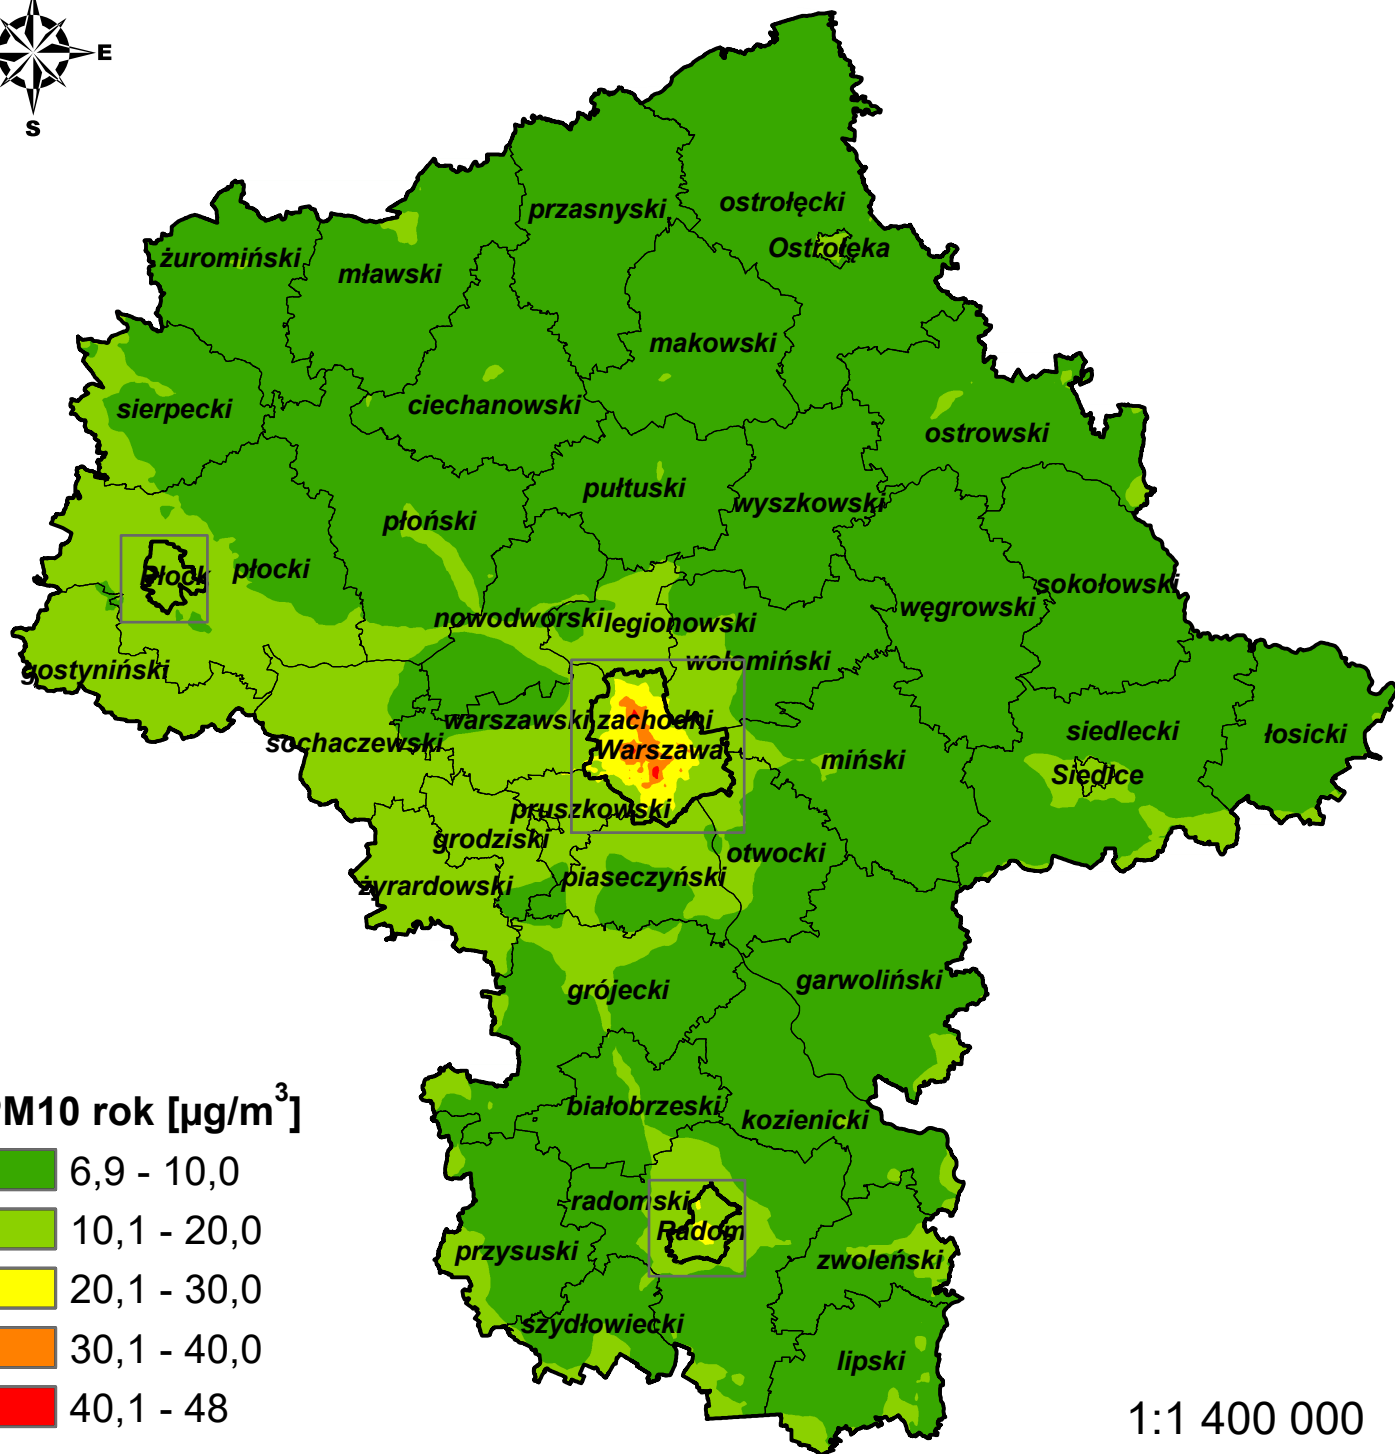 E
S
ostrołęcki
przasnyski
Ostrołęka
żuromiński
mławski
makowski
ciechanowski
sierpecki
ostrowski
pułtuski
wyszkowski
płoński
płocki
Płock
sokołowski
węgrowski
nowodworski
legionowski
wołomiński
gostyniński
warszawski zachodni
siedlecki
łosicki
sochaczewski
Warszawa
miński
Siedlce
pruszkowski
grodziski
otwocki
piaseczyński
żyrardowski
garwoliński
grójecki
białobrzeski
kozienicki
radomski
Radom
przysuski
zwoleński
szydłowiecki
lipski
PM10 rok [µg/m³]
6,9 - 10,0
10,1 - 20,0
20,1 - 30,0
30,1 - 40,0
40,1 - 48
1:1 400 000